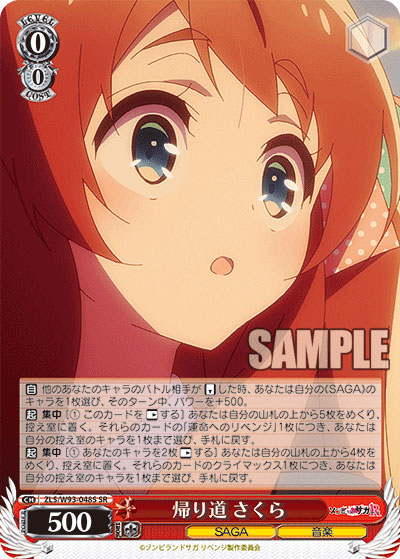 LEVEL
0
0
COST
SAMPLE
自 他のあなたのキャラのバトル相手が した時、あなたは自分の《SAGA》の
キャラを1枚選び、そのターン中、パワーを+500。
起 集中 [① このカードを する] あなたは自分の山札の上から5枚をめくり、
控え室に置く。それらのカードの「運命へのリベンジ」1枚につき、あなたは
自分の控え室のキャラを1枚まで選び、手札に戻す。
起 集中 [① あなたのキャラを2枚 する] あなたは自分の山札の上から4枚を
めくり、控え室に置く。それらのカードのクライマックス1枚につき、あなたは
自分の控え室のキャラを1枚まで選び、手札に戻す。
CH ZLS/W93-048S SR
500
帰り道 さくら
ゾンビランドサガR
SAGA
音楽
©ゾンビランドサガ リベンジ製作委員会